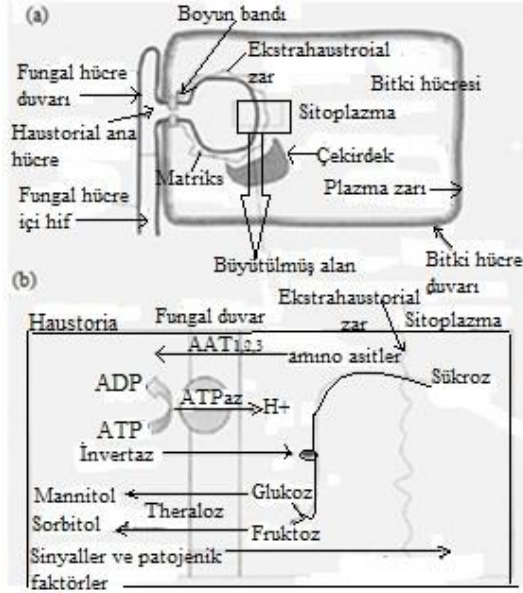 (a)
Boyun bandı
Ekstrahaustroial
zar
Fungal hücre
duvarı
Bitki hücresi
Sitoplazma
Haustorial ana
hücre
Çekirdek
Matriks
Plazma zarı
Fungal hücre
içi hif
Büyütülmüş alan
Bitki hücre
duvarı
(b)
Ekstrahaustorial
zar
Haustoria
Fungal duvar
Sitoplazma
AAT1,2,3
amino asitler
Sükroz
ADP
ATPaz
H+
ATP
İnvertaz
Mannitol
Glukoz
Theraloz
Sorbitol
Fruktoz
Sinyaller ve patojenik
faktörler